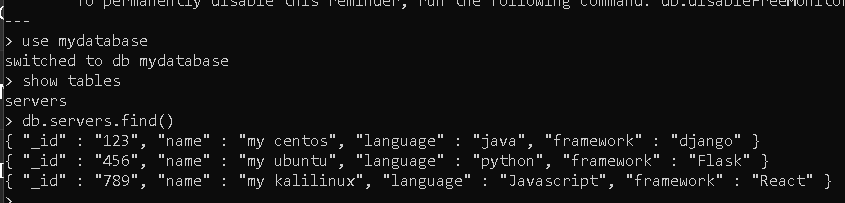 To permanently disable this reminder, run the following command: db.disableFreeMonitor
---
> use mydatabase
switched to db mydatabase
> show tables
servers
> db.servers.find()
{ "_id" : "123", "name" : "my centos", "language" : "java", "framework" : "django" }
{ "_id" : "456", "name" : "my ubuntu", "language" : "python", "framework" : "Flask" }
{ "_id" : "789", "name" : "my kalilinux", "language" : "Javascript", "framework" : "React" }
>